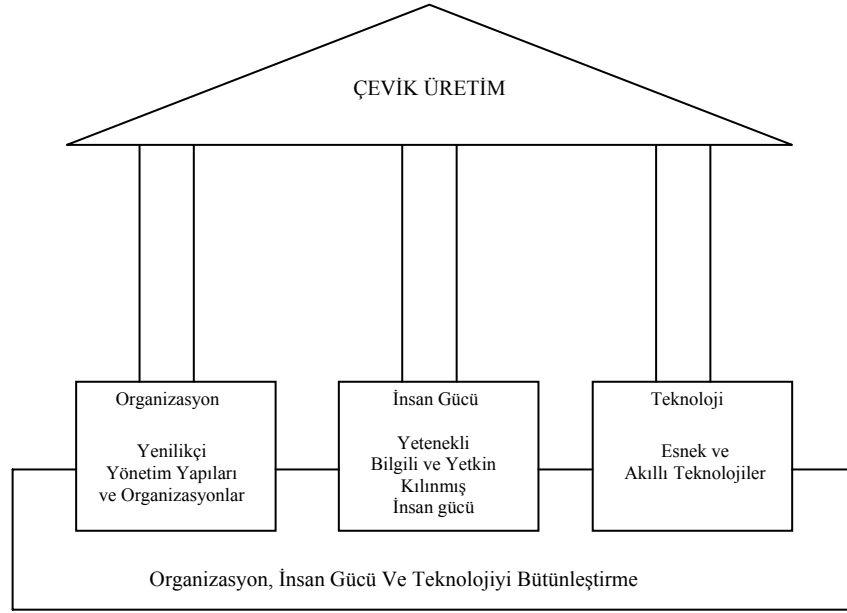 ÇEVİK ÜRETİM
Organizasyon
Yenilikçi
Yönetim Yapıları
ve Organizasyonlar
İnsan Gücü
Yetenekli
Bilgili ve Yetkin
Kılınmış
İnsan gücü
Teknoloji
Esnek ve
Akıllı Teknolojiler
Organizasyon, İnsan Gücü Ve Teknolojiyi Bütünleştirme